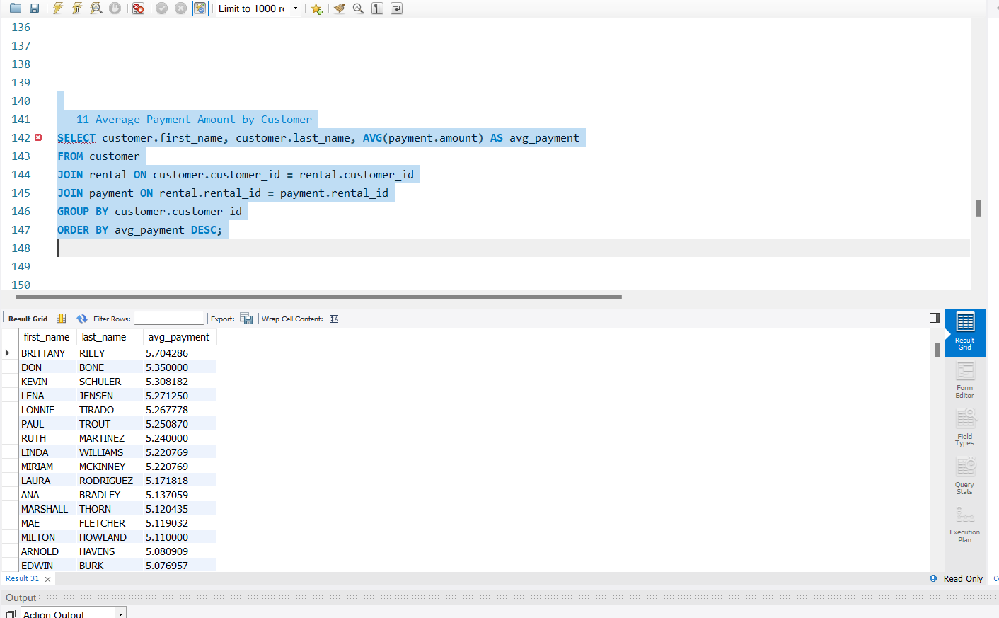 Limit to 1000 rc
136
137
138
139
140
141 -- 11 Average Payment Amount by Customer
142 SELECT customer.first_name, customer.last_name, AVG(payment.amount) AS avg_payment
143 FROM customer
144 JOIN rental ON customer.customer_id = rental.customer_id
145 JOIN payment ON rental.rental_id = payment.rental_id
146 GROUP BY customer.customer_id
147 ORDER BY avg_payment DESC;
148
149
150
Result Grid Filter Rows: Export: Wrap Cell Content: IA
first_name last_name avg_payment
BRITTANY RILEY 5.704286
DON BONE 5.350000
KEVIN SCHULER 5.308182
LENA JENSEN 5.271250
LONNIE TIRADO 5.267778
PAUL TROUT 5.250870
RUTH MARTINEZ 5.240000
LINDA WILLIAMS 5.220769
MIRIAM MCKINNEY 5.220769
LAURA RODRIGUEZ 5.171818
ANA BRADLEY 5.137059
MARSHALL THORN 5.120435
MAE FLETCHER 5.119032
MILTON HOWLAND 5.110000
ARNOLD HAVENS 5.080909
EDWIN BURK 5.076957
Result
Grid
Form
Editor
Field
Types
Query
Stats
Execution
Plan
Result 31 Read Only
Output
Action Output